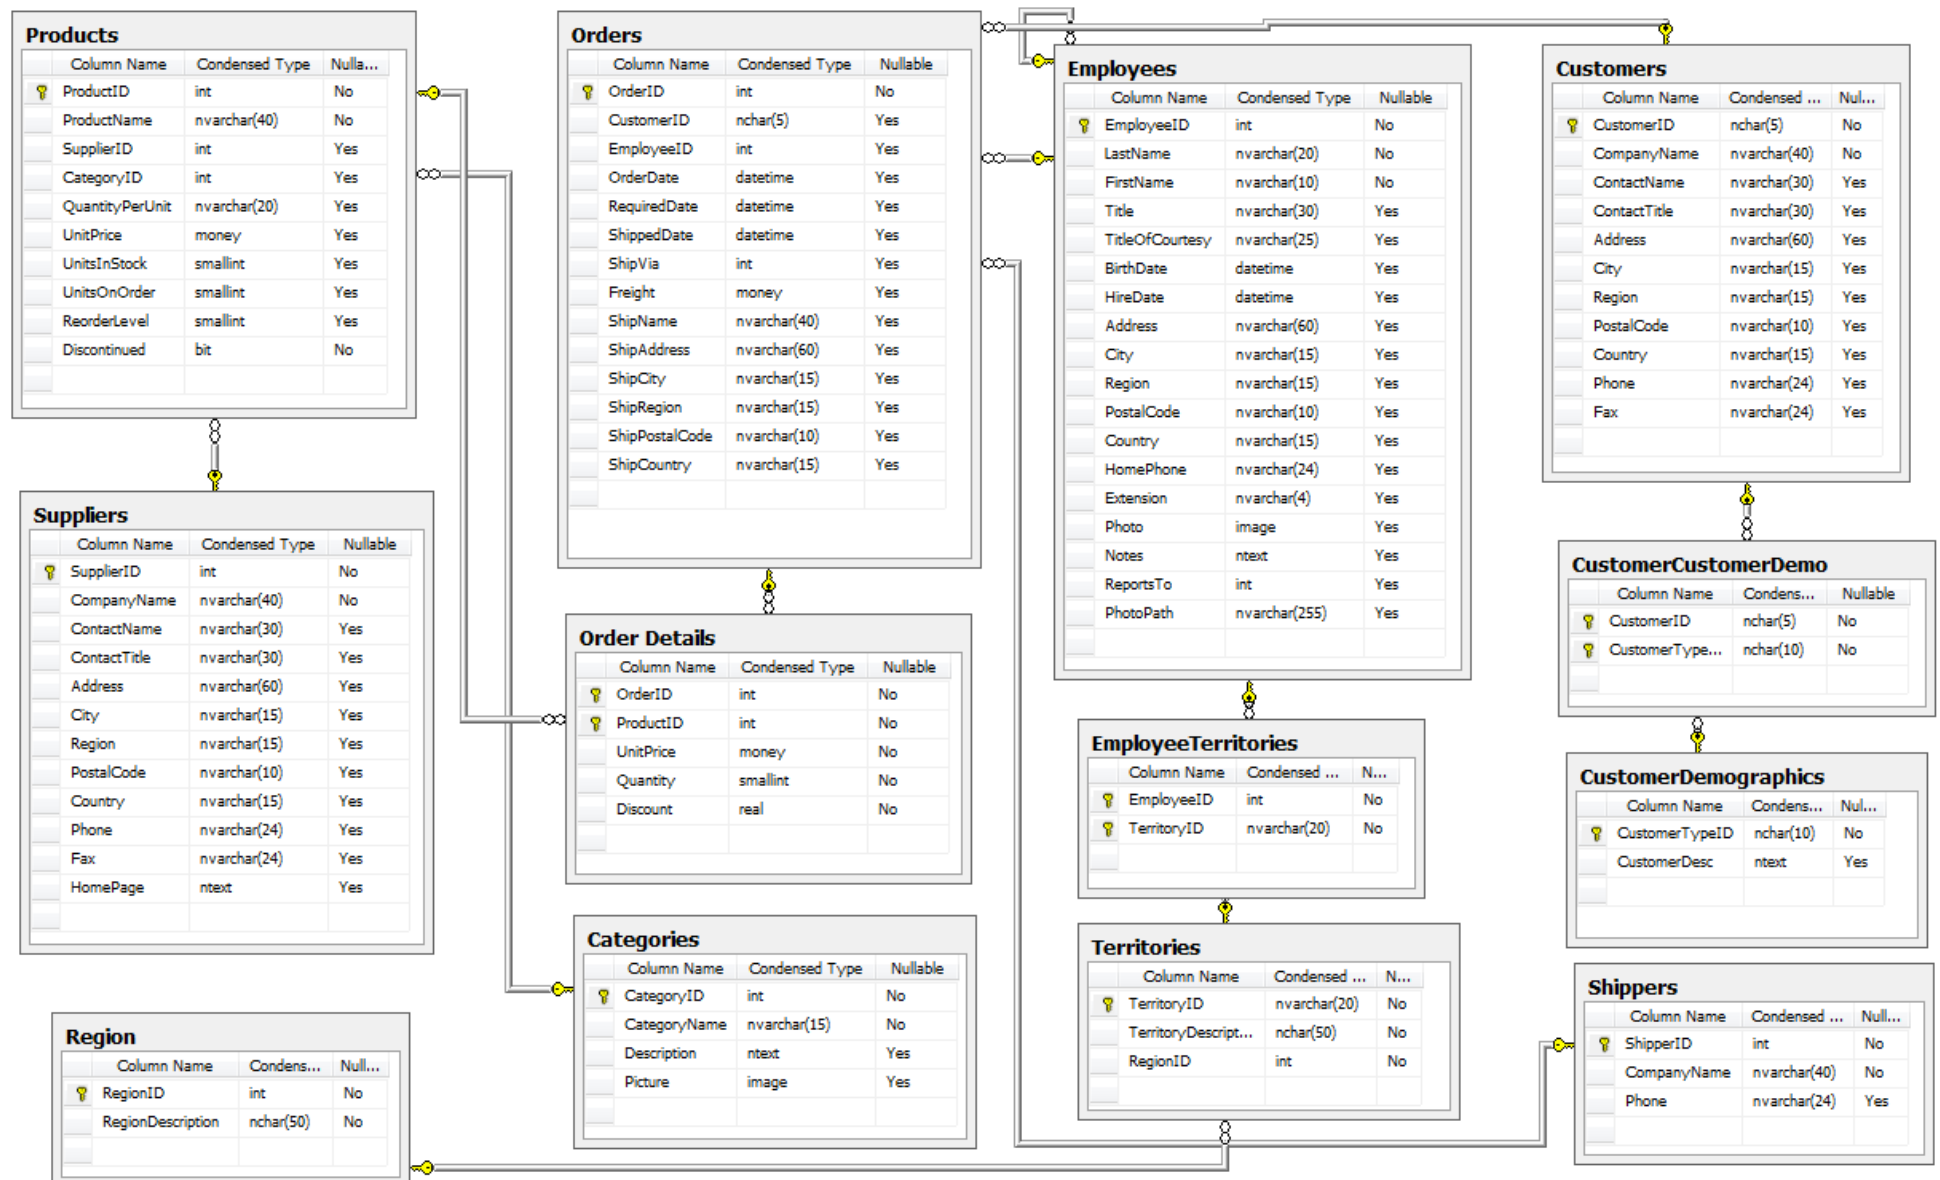 Products
Column Name Condensed Type Nulla...
ProductID int No
ProductName nvarchar(40) No
SupplierID int Yes
CategoryID int Yes
QuantityPerUnit nvarchar(20) Yes
UnitPrice money Yes
UnitsInStock smallint Yes
UnitsOnOrder smallint Yes
ReorderLevel smallint Yes
Discontinued bit No
Orders
Column Name Condensed Type Nullable
OrderID int No
CustomerID nchar(5) Yes
EmployeeID int Yes
OrderDate datetime Yes
RequiredDate datetime Yes
ShippedDate datetime Yes
ShipVia int Yes
Freight money Yes
ShipName nvarchar(40) Yes
ShipAddress nvarchar(60) Yes
ShipCity nvarchar(15) Yes
ShipRegion nvarchar(15) Yes
ShipPostalCode nvarchar(10) Yes
ShipCountry nvarchar(15) Yes
Employees
Column Name Condensed Type Nullable
EmployeeID int No
LastName nvarchar(20) No
FirstName nvarchar(10) No
Title nvarchar(30) Yes
TitleOfCourtesy nvarchar(25) Yes
BirthDate datetime Yes
HireDate datetime Yes
Address nvarchar(60) Yes
City nvarchar(15) Yes
Region nvarchar(15) Yes
PostalCode nvarchar(10) Yes
Country nvarchar(15) Yes
HomePhone nvarchar(24) Yes
Extension nvarchar(4) Yes
Photo image Yes
Notes ntext Yes
ReportsTo int Yes
PhotoPath nvarchar(255) Yes
Customers
Column Name Condensed ... Nul...
CustomerID nchar(5) No
CompanyName nvarchar(40) No
ContactName nvarchar(30) Yes
ContactTitle nvarchar(30) Yes
Address nvarchar(60) Yes
City nvarchar(15) Yes
Region nvarchar(15) Yes
PostalCode nvarchar(10) Yes
Country nvarchar(15) Yes
Phone nvarchar(24) Yes
Fax nvarchar(24) Yes
Suppliers
Column Name Condensed Type Nullable
SupplierID int No
CompanyName nvarchar(40) No
ContactName nvarchar(30) Yes
ContactTitle nvarchar(30) Yes
Address nvarchar(60) Yes
City nvarchar(15) Yes
Region nvarchar(15) Yes
PostalCode nvarchar(10) Yes
Country nvarchar(15) Yes
Phone nvarchar(24) Yes
Fax nvarchar(24) Yes
HomePage ntext Yes
Order Details
Column Name Condensed Type Nullable
OrderID int No
ProductID int No
UnitPrice money No
Quantity smallint No
Discount real No
CustomerCustomerDemo
Column Name Condens... Nullable
CustomerID nchar(5) No
CustomerType... nchar(10) No
EmployeeTerritories
Column Name Condensed ... N...
EmployeeID int No
TerritoryID nvarchar(20) No
CustomerDemographics
Column Name Condens... Nul...
CustomerTypeID nchar(10) No
CustomerDesc ntext Yes
Categories
Column Name Condensed Type Nullable
CategoryID int No
CategoryName nvarchar(15) No
Description ntext Yes
Picture image Yes
Territories
Column Name Condensed ... N...
TerritoryID nvarchar(20) No
TerritoryDescript... nchar(50) No
RegionID int No
Shippers
Column Name Condensed ... Null...
ShipperID int No
CompanyName nvarchar(40) No
Phone nvarchar(24) Yes
Region
Column Name Condens... Null...
RegionID int No
RegionDescription nchar(50) No